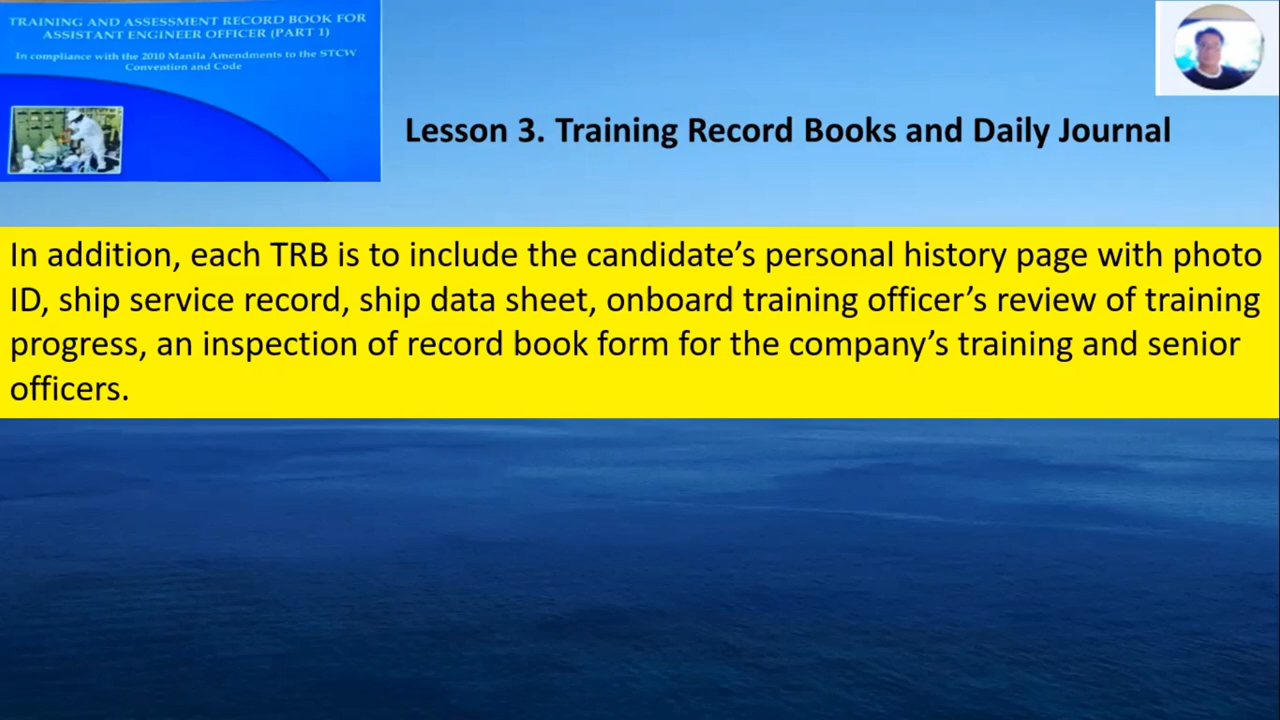 TRAINING AND ASSESSMENT RECORD BOOK FOR
ASSISTANT ENGINEER OFFICER (PART 1)
In compliance with the 2010 Manila Amendments to the STCW
Convention and Code
Lesson 3. Training Record Books and Daily Journal
In addition, each TRB is to include the candidate’s personal history page with photo
ID, ship service record, ship data sheet, onboard training officer’s review of training
progress, an inspection of record book form for the company’s training and senior
officers.